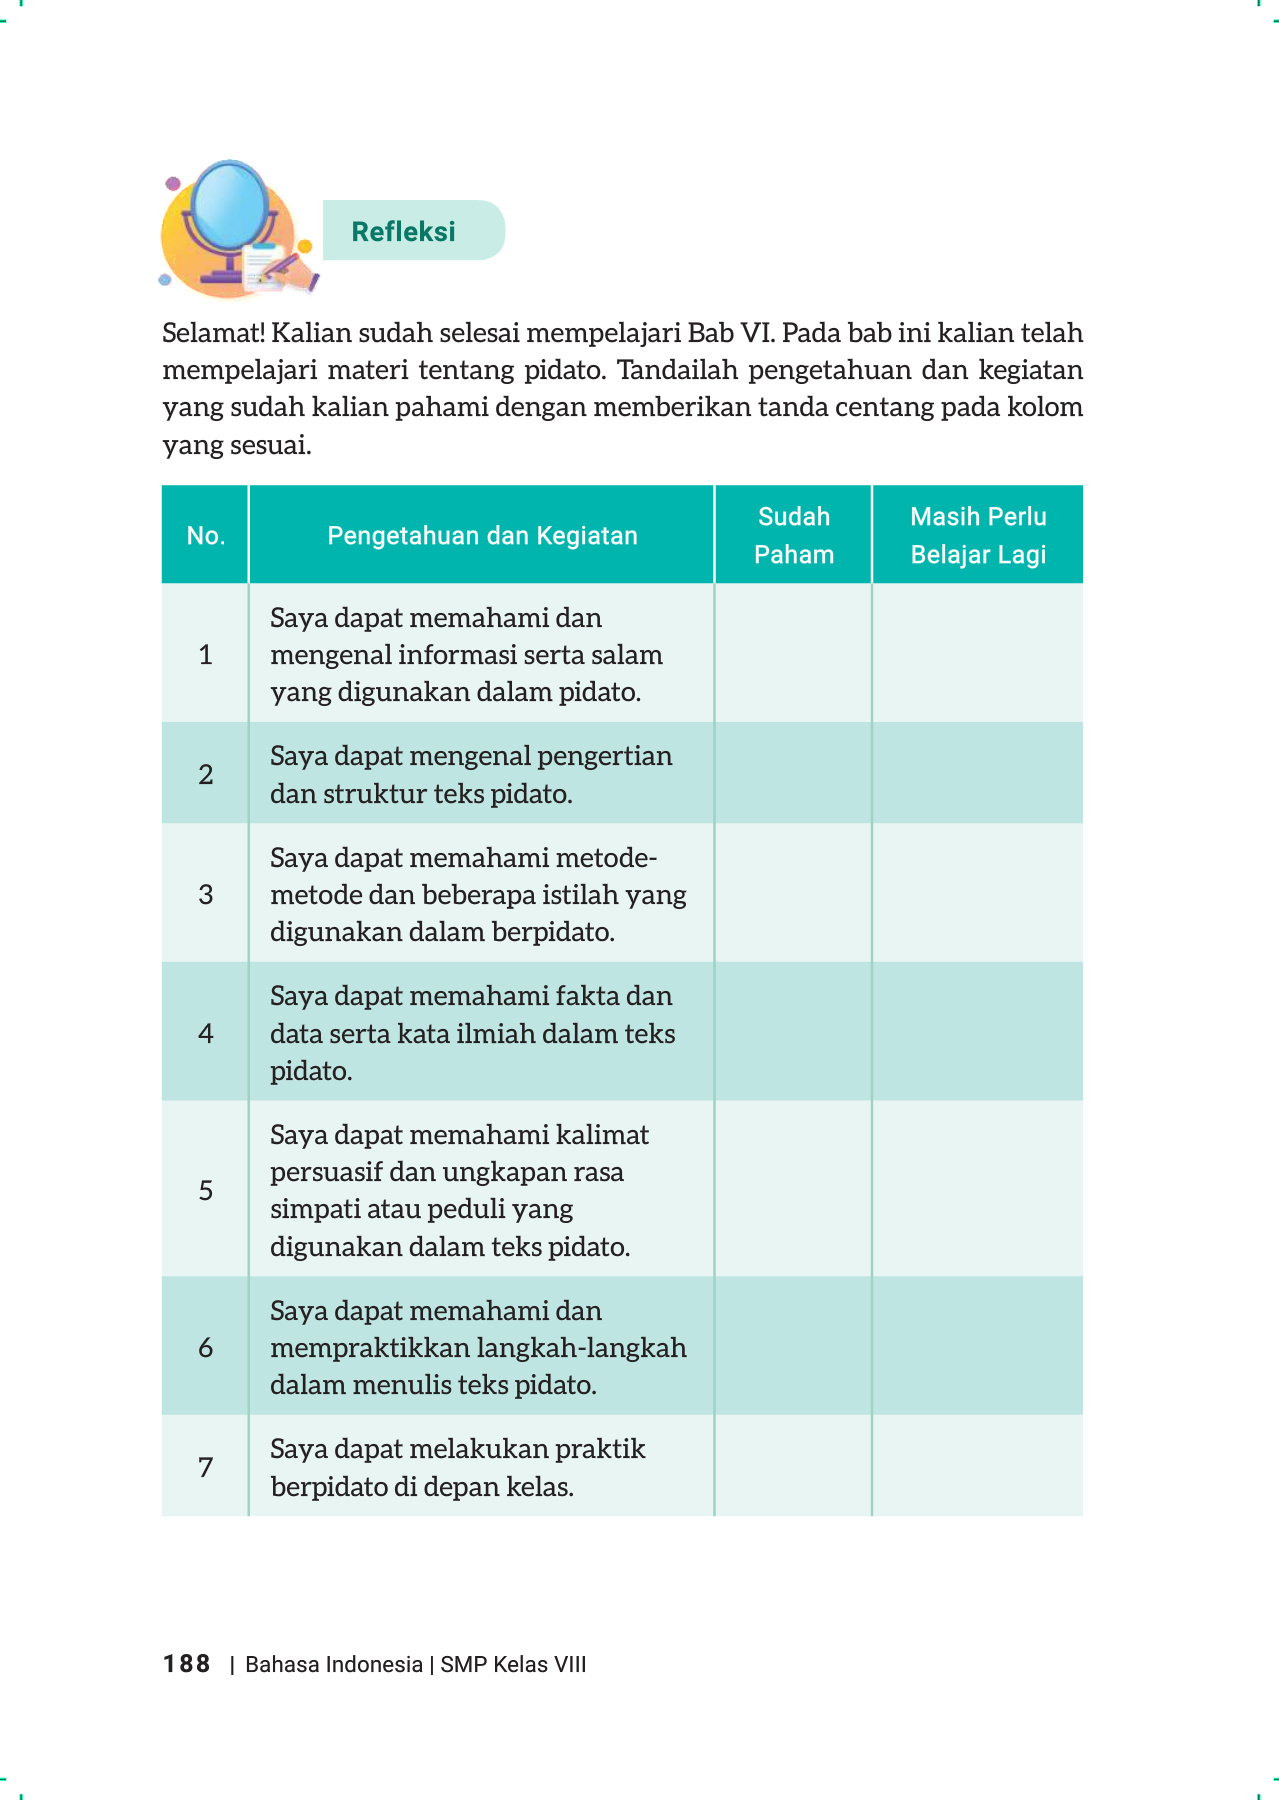 Refleksi
Selamat! Kalian sudah selesai mempelajari Bab VI. Pada bab ini kalian telah
mempelajari materi tentang pidato. Tandailah pengetahuan dan kegiatan
yang sudah kalian pahami dengan memberikan tanda centang pada kolom
yang sesuai.
No.
Pengetahuan dan Kegiatan
Sudah
Paham
Masih Perlu
Belajar Lagi
1
Saya dapat memahami dan
mengenal informasi serta salam
yang digunakan dalam pidato.
2
Saya dapat mengenal pengertian
dan struktur teks pidato.
3
Saya dapat memahami metode-
metode dan beberapa istilah yang
digunakan dalam berpidato.
4
Saya dapat memahami fakta dan
data serta kata ilmiah dalam teks
pidato.
5
Saya dapat memahami kalimat
persuasif dan ungkapan rasa
simpati atau peduli yang
digunakan dalam teks pidato.
6
Saya dapat memahami dan
mempraktikkan langkah-langkah
dalam menulis teks pidato.
7
Saya dapat melakukan praktik
berpidato di depan kelas.
188 | Bahasa Indonesia | SMP Kelas VIII